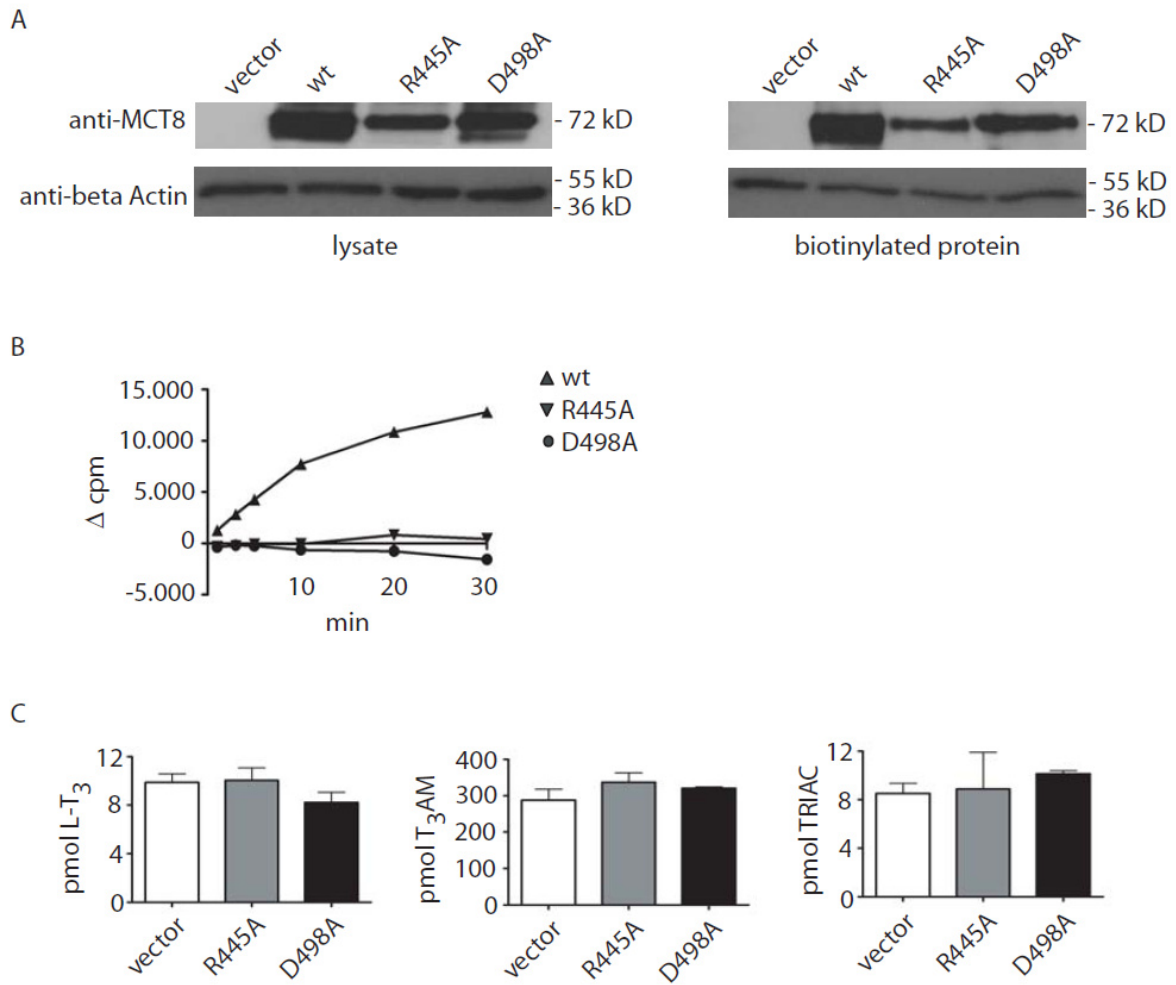 A
vector
wt
R445A
D498A
vector
wt
R445A
D498A
anti-MCT8
- 72 kD
- 72 kD
anti-beta Actin
- 55 kD
- 36 kD
- 55 kD
- 36 kD
lysate
biotinylated protein
B
15.000
10.000
5.000
0
-5.000
Δ cpm
10
20
30
min
wt
R445A
D498A
C
12
8
4
0
pmol L-T3
vector
R445A
D498A
400
300
200
100
0
pmol T3AM
vector
R445A
D498A
12
8
4
0
pmol TRIAC
vector
R445A
D498A